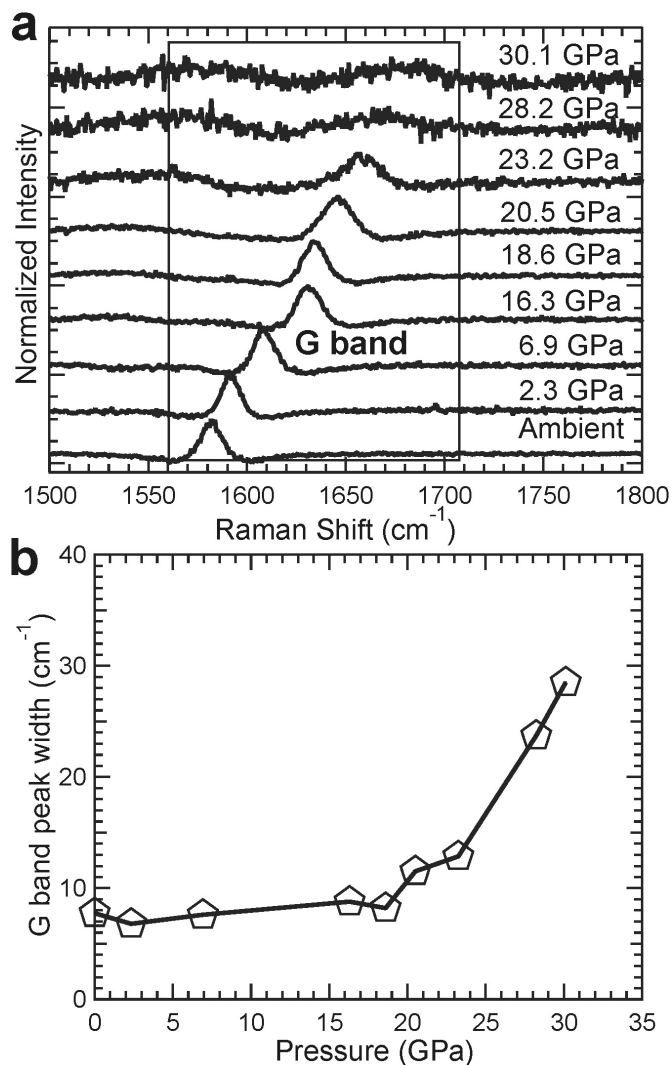 a
30.1 GPa
28.2 GPa
23.2 GPa
20.5 GPa
18.6 GPa
16.3 GPa
G band
6.9 GPa
2.3 GPa
Ambient
Normalized Intensity
1500 1550 1600 1650 1700 1750 1800
Raman Shift (cm⁻¹)
b
40
30
20
10
0
G band peak width (cm⁻¹)
0 5 10 15 20 25 30 35
Pressure (GPa)